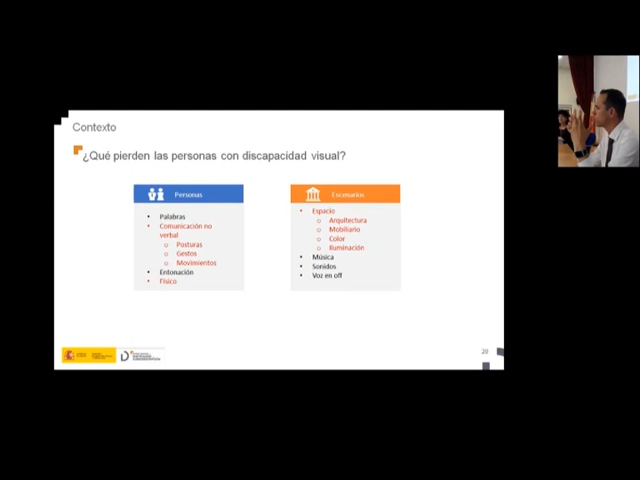 Contexto
¿Qué pierden las personas con discapacidad visual?
Personas
• Palabras
• Comunicación no
verbal
o Posturas
o Gestos
o Movimientos
• Entonación
• Físico
Escenarios
• Espacio
o Arquitectura
o Mobiliario
o Color
o Iluminación
• Música
• Sonidos
• Voz en off
20